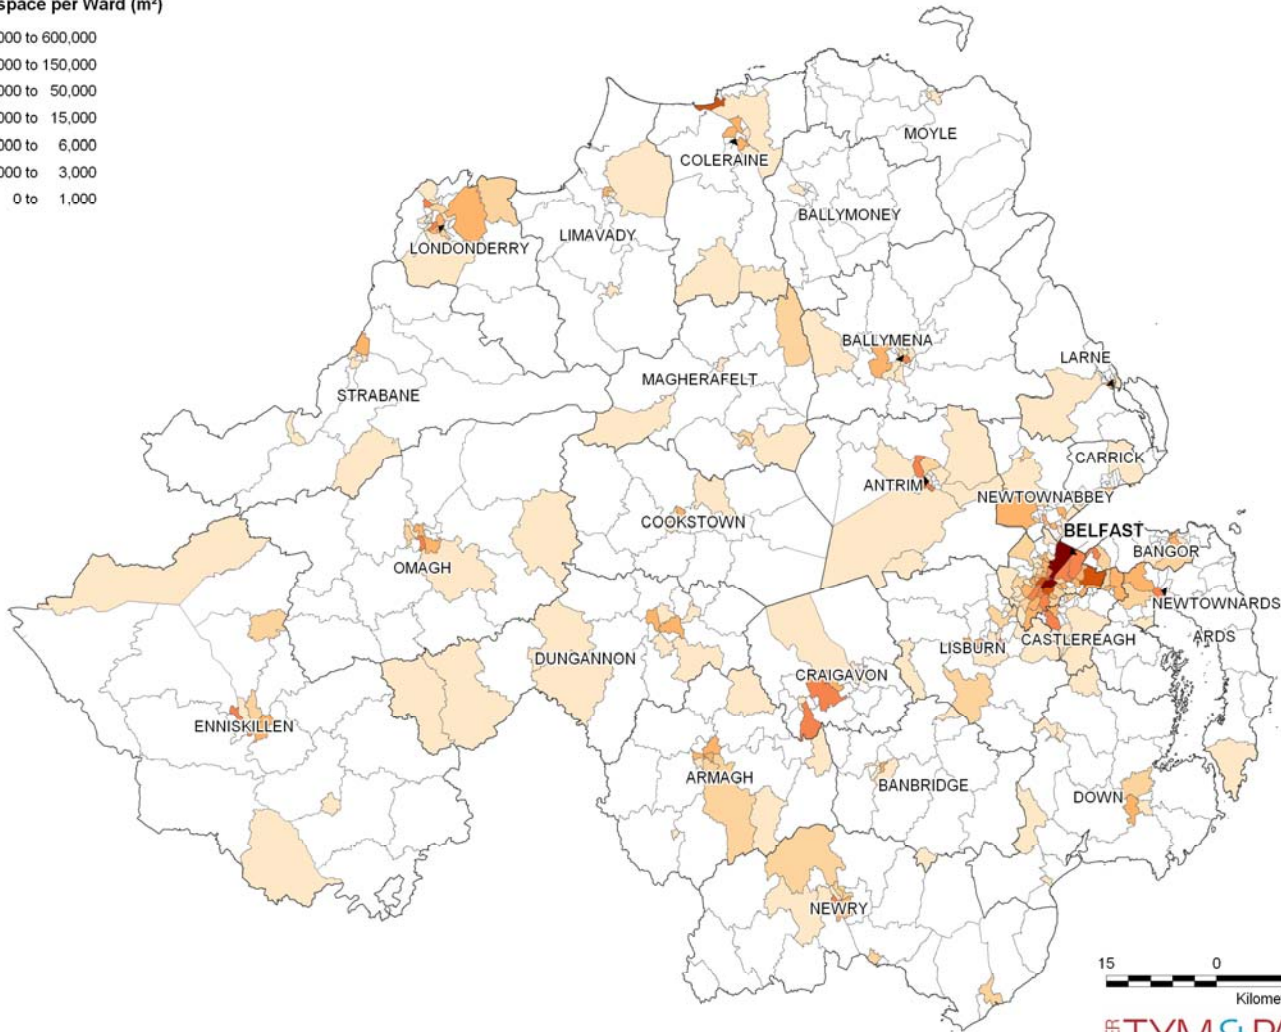 space per Ward (m²)
000 to 600,000
000 to 150,000
000 to 50,000
000 to 15,000
000 to 6,000
000 to 3,000
0 to 1,000
MOYLE
COLERAINE
BALLYMONEY
LIMAVADY
LONDONDERRY
BALLYMENA
LARNE
MAGHERAFELT
STRABANE
CARRICK
ANTRIM
NEWTOWNABBEY
COOKSTOWN
BELFAST
BANGOR
OMAGH
NEWTOWNARDS
ARDS
CASTLEREAGH
LISBURN
DUNGANNON
CRAIGAVON
ENNISKILLEN
ARMAGH
BANBRIDGE
DOWN
NEWRY
15 0
Kilome